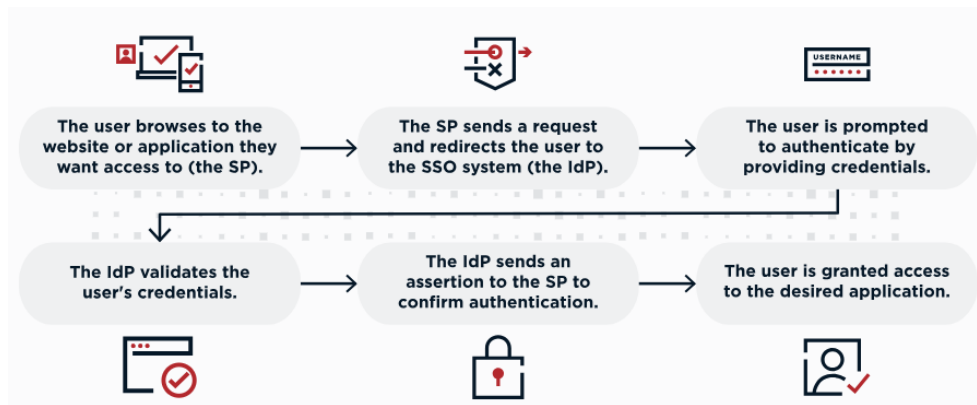 USERNAME
The user browses to the
website or application they
want access to (the SP).
The SP sends a request
and redirects the user to
the SSO system (the IdP).
The user is prompted
to authenticate by
providing credentials.
The IdP validates the
user's credentials.
The IdP sends an
assertion to the SP to
confirm authentication.
The user is granted access
to the desired application.